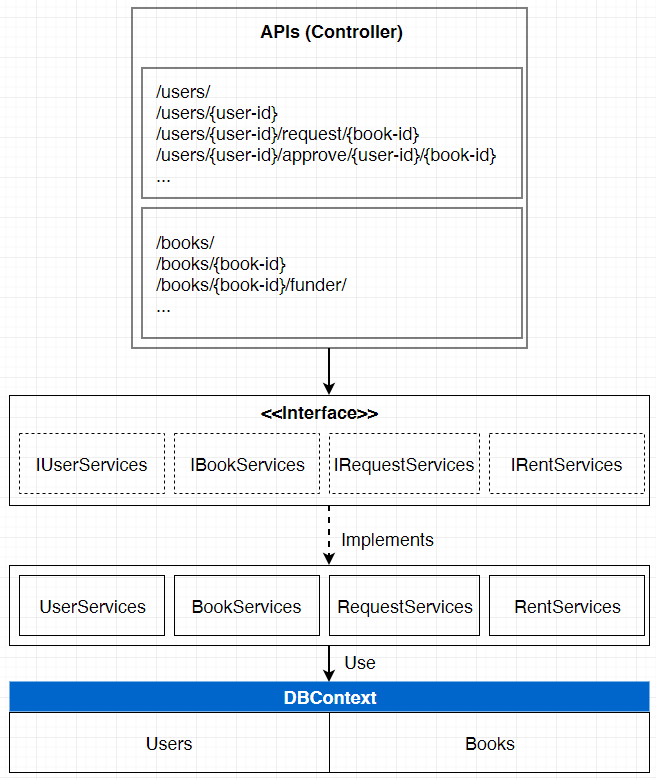 APIs (Controller)
/users/
/users/{user-id}
/users/{user-id}/request/{book-id}
/users/{user-id}/approve/{user-id}/{book-id}
...
/books/
/books/{book-id}
/books/{book-id}/funder/
...
<<Interface>>
IUserServices
IBookServices
IRequestServices
IRentServices
Implements
UserServices
BookServices
RequestServices
RentServices
Use
DBContext
Users
Books